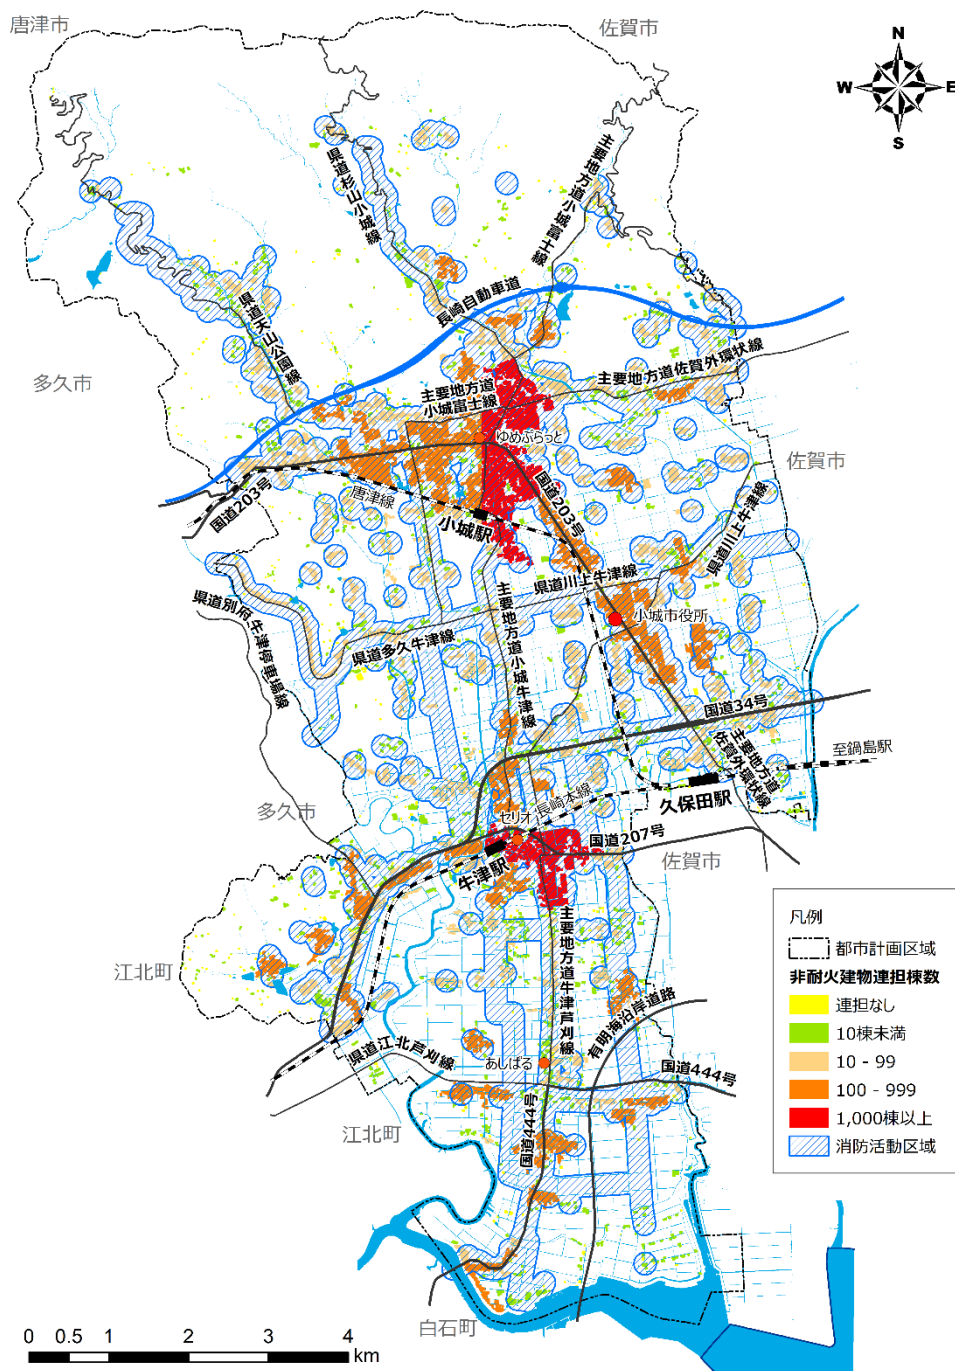 唐津市
佐賀市
N
W
E
S
県道杉山小城線
主要地方道小城富士線
長崎自動車道
県道天山公園線
多久市
主要地方道
小城富士線
主要地方道佐賀外環状線
ゆめぷらっと
佐賀市
国道203号
唐津線
小城駅
国道203号
県道川上牛津線
県道川上牛津線
県道別府牛津停車場線
県道多久牛津線
主要地方道小城牛津線
小城市役所
国道34号
主要地方道
佐賀外環状線
至鍋島駅
久保田駅
多久市
セリオ
長崎本線
国道207号
牛津駅
佐賀市
主要地方道牛津芦刈線
江北町
有明海沿岸道路
県道江北芦刈線
あしぱる
国道444号
江北町
国道444号
白石町
凡例
都市計画区域
非耐火建物連担棟数
連担なし
10棟未満
10 - 99
100 - 999
1,000棟以上
消防活動区域
0 0.5 1 2 3 4
km